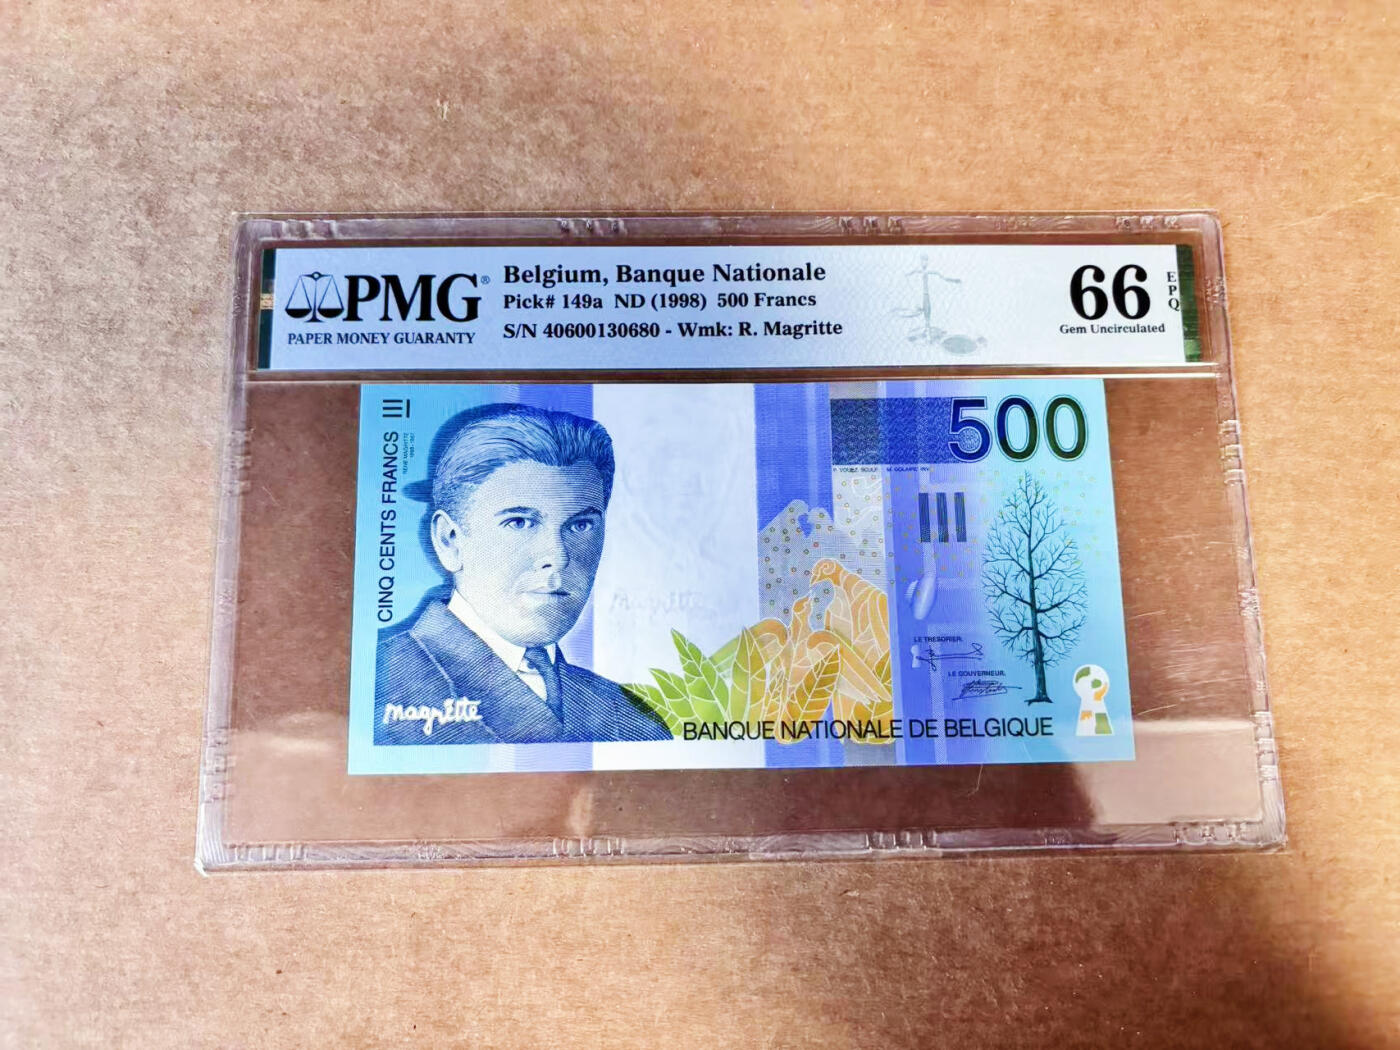 PMG®
PAPER MONEY GUARANTY
Belgium, Banque Nationale
Pick# 149a ND (1998) 500 Francs
S/N 40600130680 - Wmk: R. Magritte
66
EPQ
Gem Uncirculated
CINQ CENTS FRANCS
500
LE TRESORIER.
LE GOUVERNEUR.
magritte
BANQUE NATIONALE DE BELGIQUE